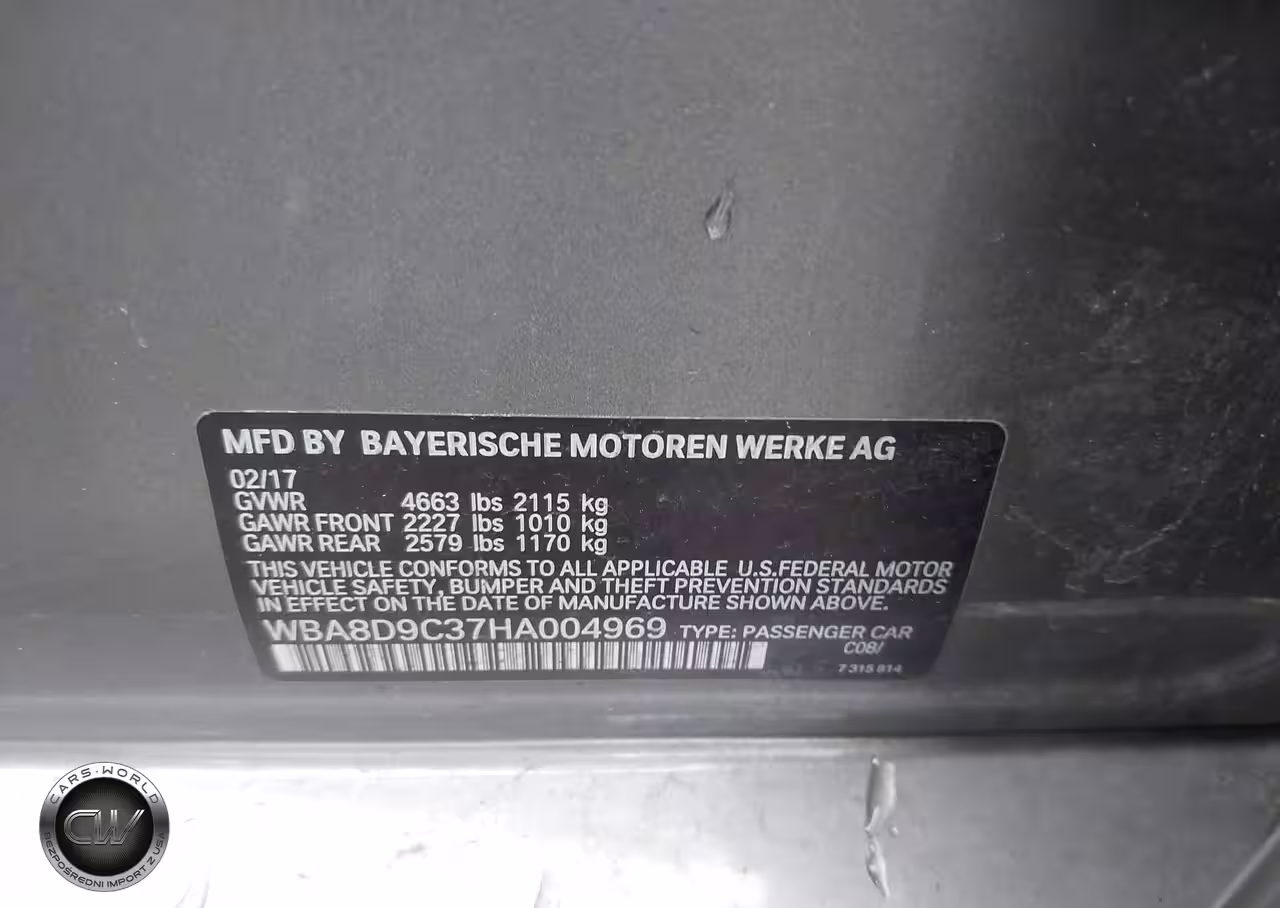 MFD BY BAYERISCHE MOTOREN WERKE AG
02/17
GVWR 4663 lbs 2115 kg
GAWR FRONT 2227 lbs 1010 kg
GAWR REAR 2579 lbs 1170 kg
THIS VEHICLE CONFORMS TO ALL APPLICABLE U.S.FEDERAL MOTOR
VEHICLE SAFETY, BUMPER AND THEFT PREVENTION STANDARDS
IN EFFECT ON THE DATE OF MANUFACTURE SHOWN ABOVE.
WBA8D9C37HA004969 TYPE: PASSENGER CAR
C08/
7 315 814
CARS·WORLD
CW
BEZPOŚREDNI IMPORT Z USA